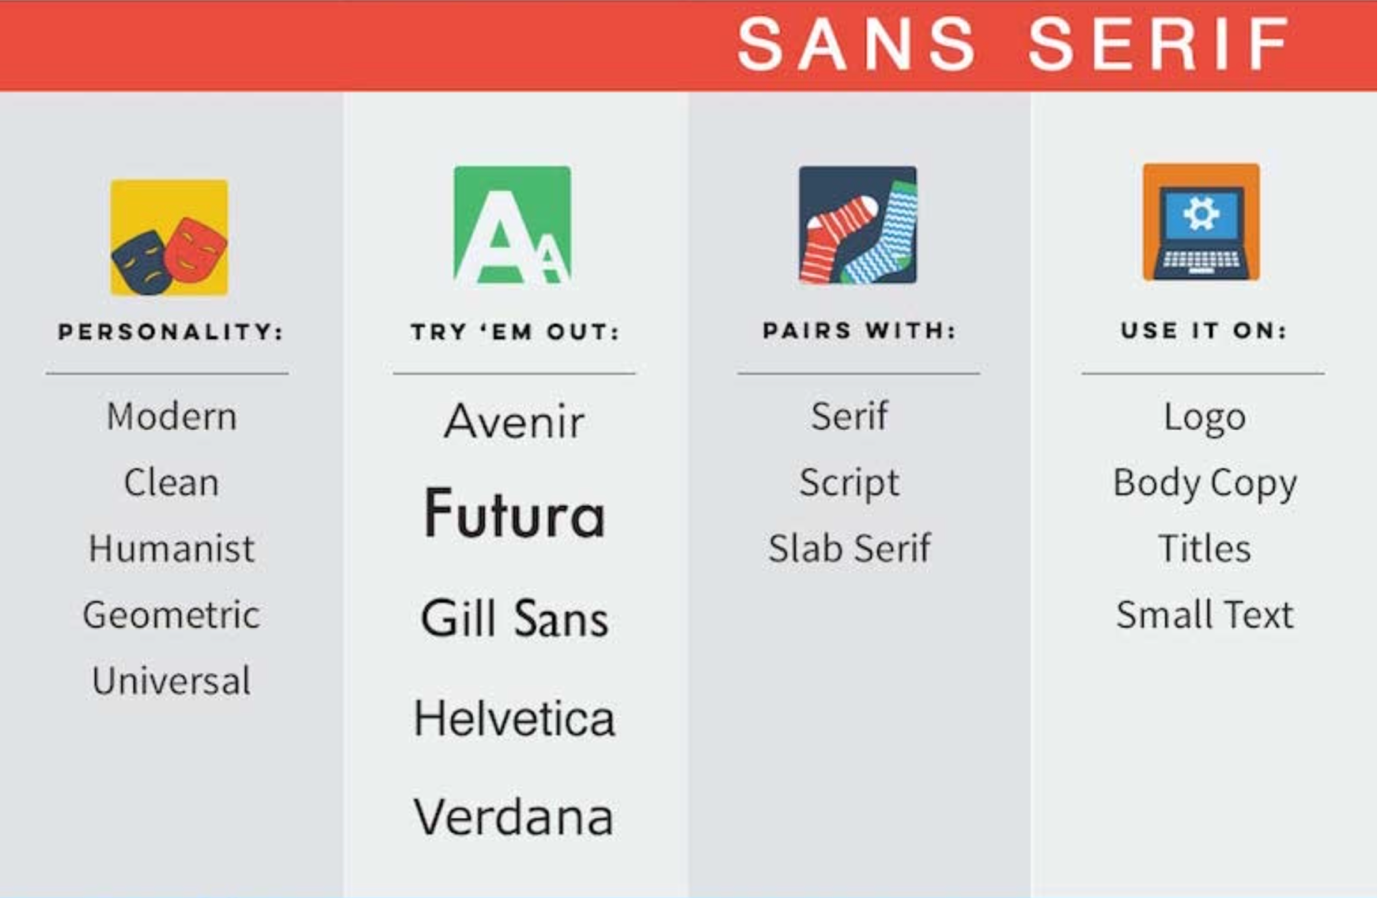 SANS SERIF
PERSONALITY:
Modern
Clean
Humanist
Geometric
Universal
TRY ‘EM OUT:
Avenir
Futura
Gill Sans
Helvetica
Verdana
PAIRS WITH:
Serif
Script
Slab Serif
USE IT ON:
Logo
Body Copy
Titles
Small Text